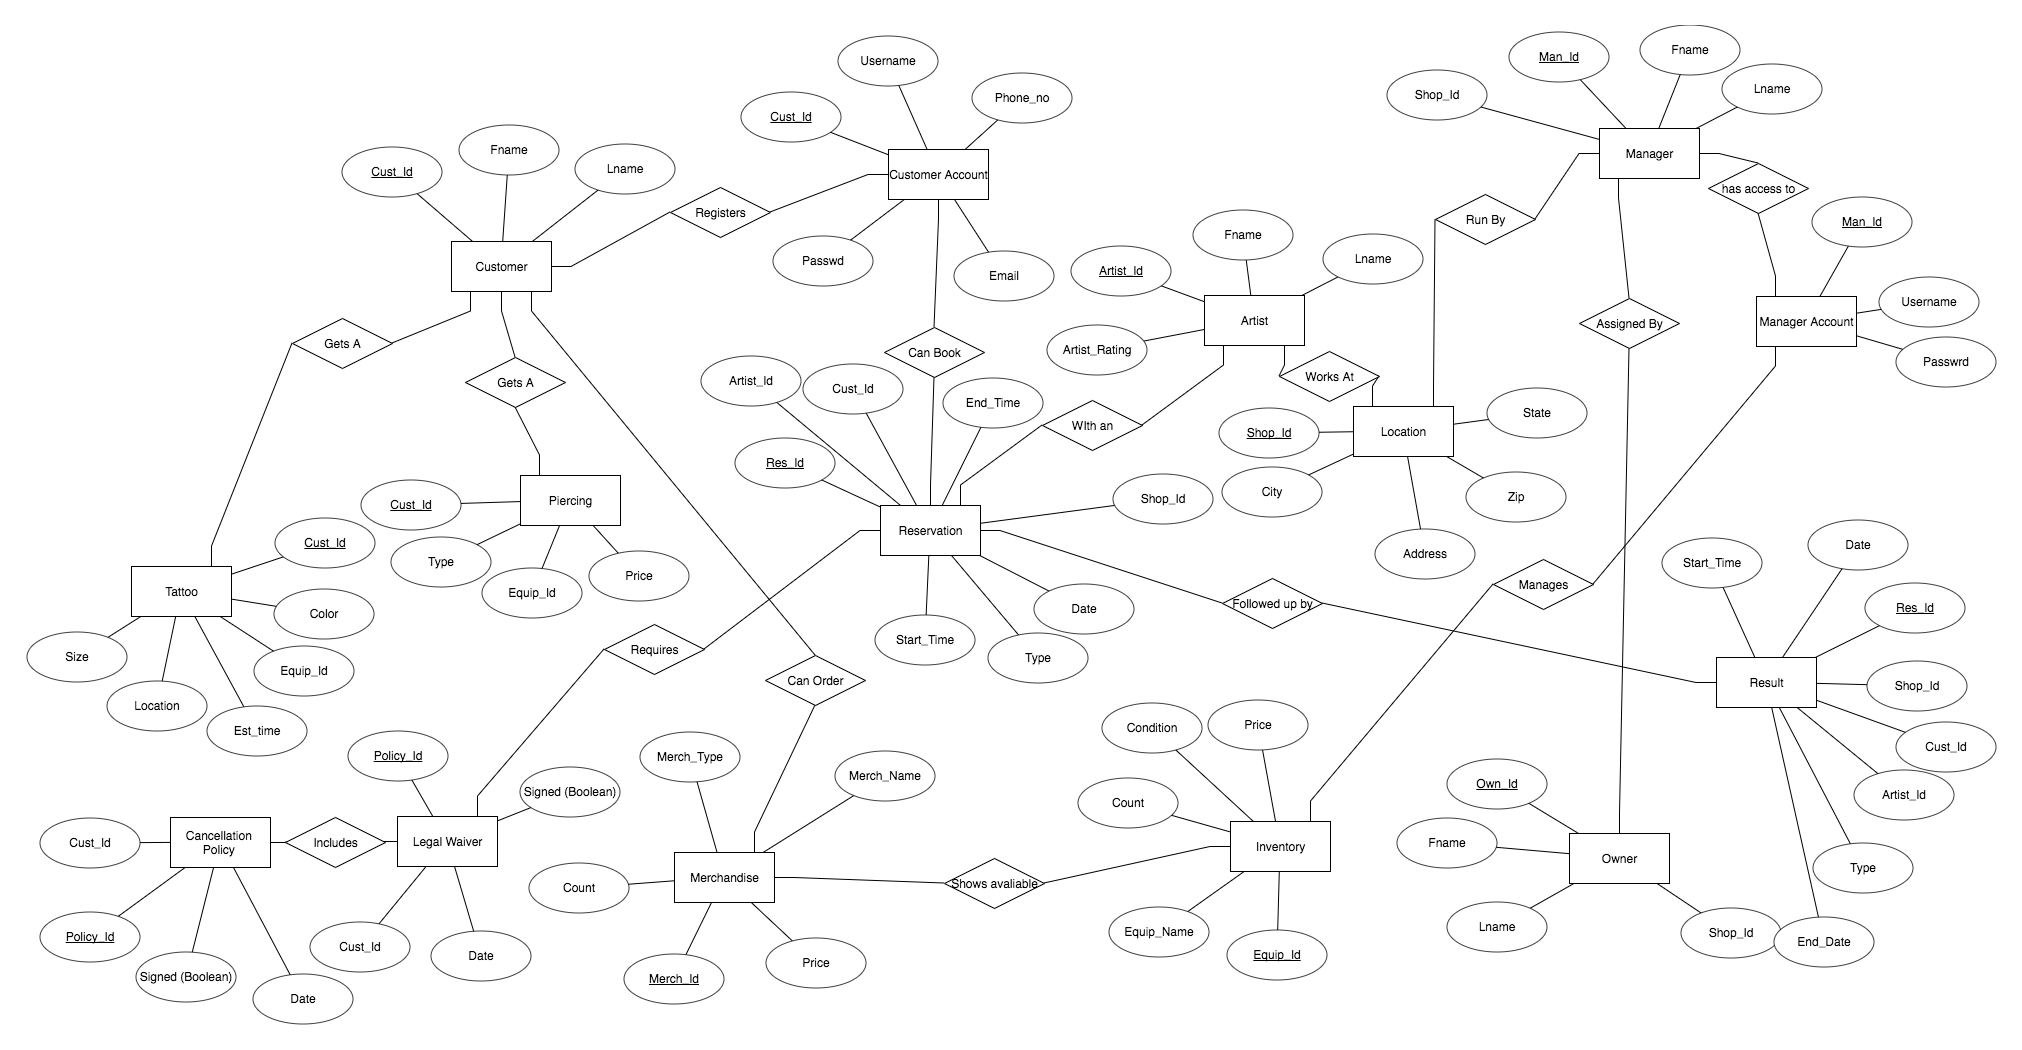 Username
Phone_no
Cust_Id
Customer Account
Passwd
Email
Fname
Cust_Id
Lname
Customer
Registers
Man_Id
Fname
Shop_Id
Lname
Manager
has access to
Run By
Man_Id
Username
Manager Account
Passwrd
Assigned By
Fname
Artist_Id
Lname
Artist
Artist_Rating
Works At
Gets A
Gets A
Can Book
Artist_Id
Cust_Id
End_Time
WIth an
Res_Id
Reservation
Shop_Id
Start_Time
Type
Date
Shop_Id
Location
State
City
Zip
Address
Cust_Id
Piercing
Type
Equip_Id
Price
Cust_Id
Tattoo
Color
Size
Equip_Id
Location
Est_time
Requires
Can Order
Followed up by
Manages
Start_Time
Date
Res_Id
Result
Shop_Id
Cust_Id
Artist_Id
Type
End_Date
Policy_Id
Signed (Boolean)
Cust_Id
Cancellation
Policy
Includes
Legal Waiver
Policy_Id
Cust_Id
Date
Signed (Boolean)
Date
Merch_Type
Merch_Name
Count
Merchandise
Merch_Id
Price
Shows avaliable
Condition
Price
Count
Inventory
Equip_Name
Equip_Id
Own_Id
Fname
Owner
Lname
Shop_Id